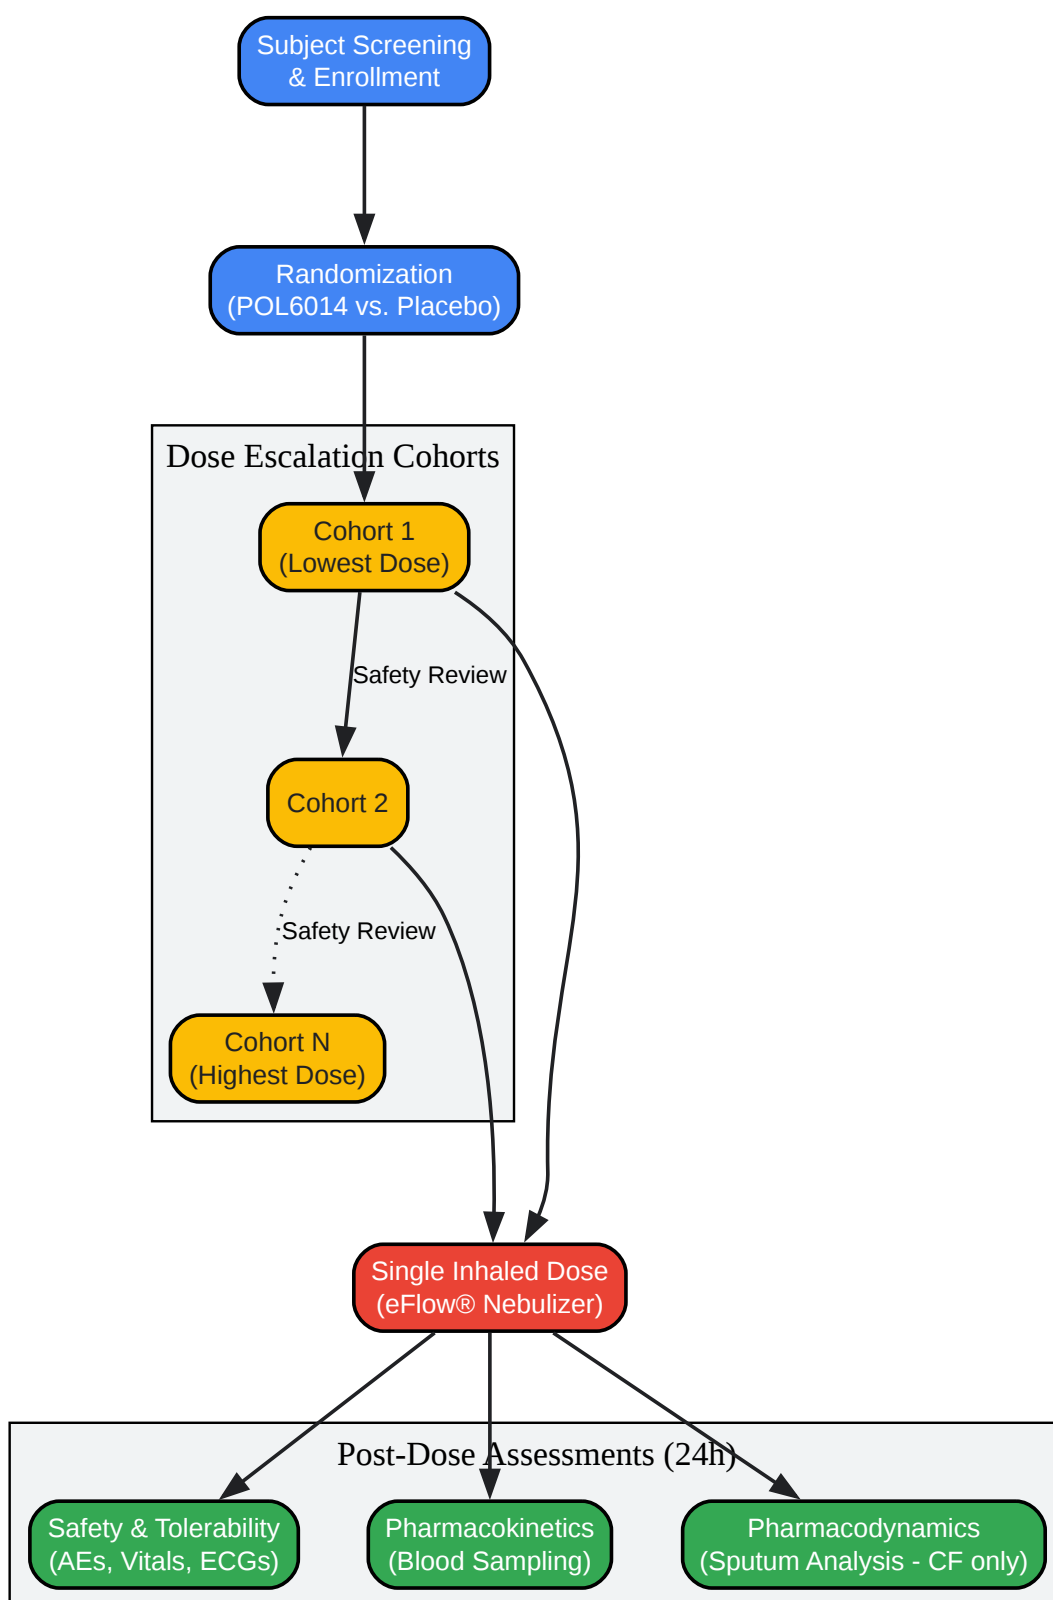 Subject Screening
& Enrollment
Randomization
(POL6014 vs. Placebo)
Dose Escalation Cohorts
Cohort 1
(Lowest Dose)
Safety Review
Cohort 2
Safety Review
Cohort N
(Highest Dose)
Single Inhaled Dose
(eFlow® Nebulizer)
Post-Dose Assessments (24h)
Safety & Tolerability
(AEs, Vitals, ECGs)
Pharmacokinetics
(Blood Sampling)
Pharmacodynamics
(Sputum Analysis - CF only)